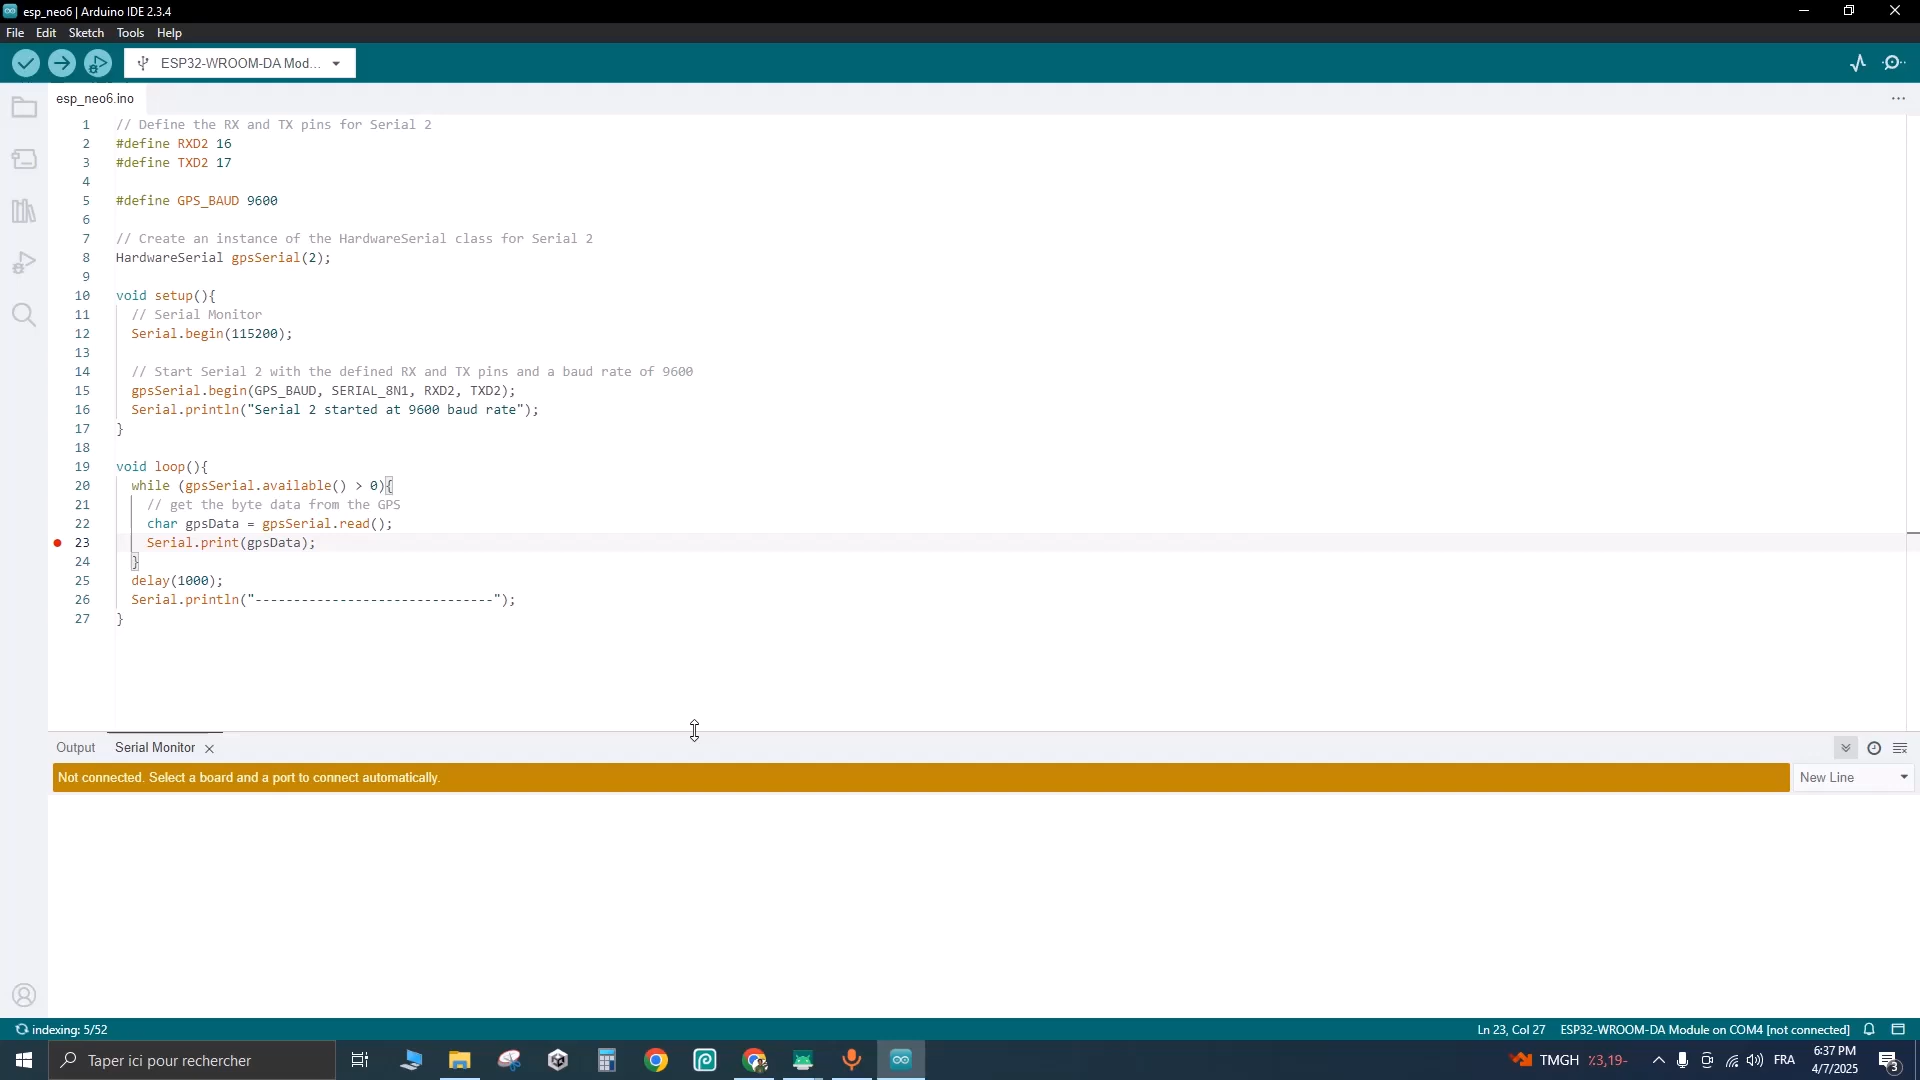 esp_neo6 | Arduino IDE 2.3.4
File Edit Sketch Tools Help
ESP32-WROOM-DA Mod...
esp_neo6.ino
1 // Define the RX and TX pins for Serial 2
2 #define RXD2 16
3 #define TXD2 17
4
5 #define GPS_BAUD 9600
6
7 // Create an instance of the HardwareSerial class for Serial 2
8 HardwareSerial gpsSerial(2);
9
10 void setup(){
11 // Serial Monitor
12 Serial.begin(115200);
13
14 // Start Serial 2 with the defined RX and TX pins and a baud rate of 9600
15 gpsSerial.begin(GPS_BAUD, SERIAL_8N1, RXD2, TXD2);
16 Serial.println("Serial 2 started at 9600 baud rate");
17 }
18
19 void loop(){
20 while (gpsSerial.available() > 0){
21 // get the byte data from the GPS
22 char gpsData = gpsSerial.read();
23 Serial.print(gpsData);
24 }
25 delay(1000);
26 Serial.println("-------------------------------");
27 }
Output Serial Monitor
Not connected. Select a board and a port to connect automatically.
New Line
indexing: 5/52 Ln 23, Col 27 ESP32-WROOM-DA Module on COM4 [not connected]
Taper ici pour rechercher
TMGH ٪3,19- FRA 6:37 PM
4/7/2025
3